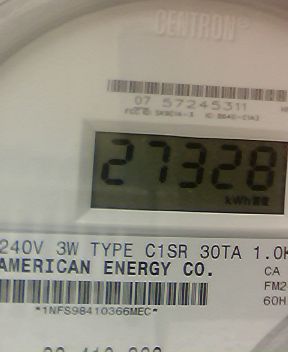 CENTRON®
07 57245311
27328
kWh
240V 3W TYPE C1SR 30TA 1.0K
AMERICAN ENERGY CO.
CA
FM2
60H
*1NFS98410366MEC*